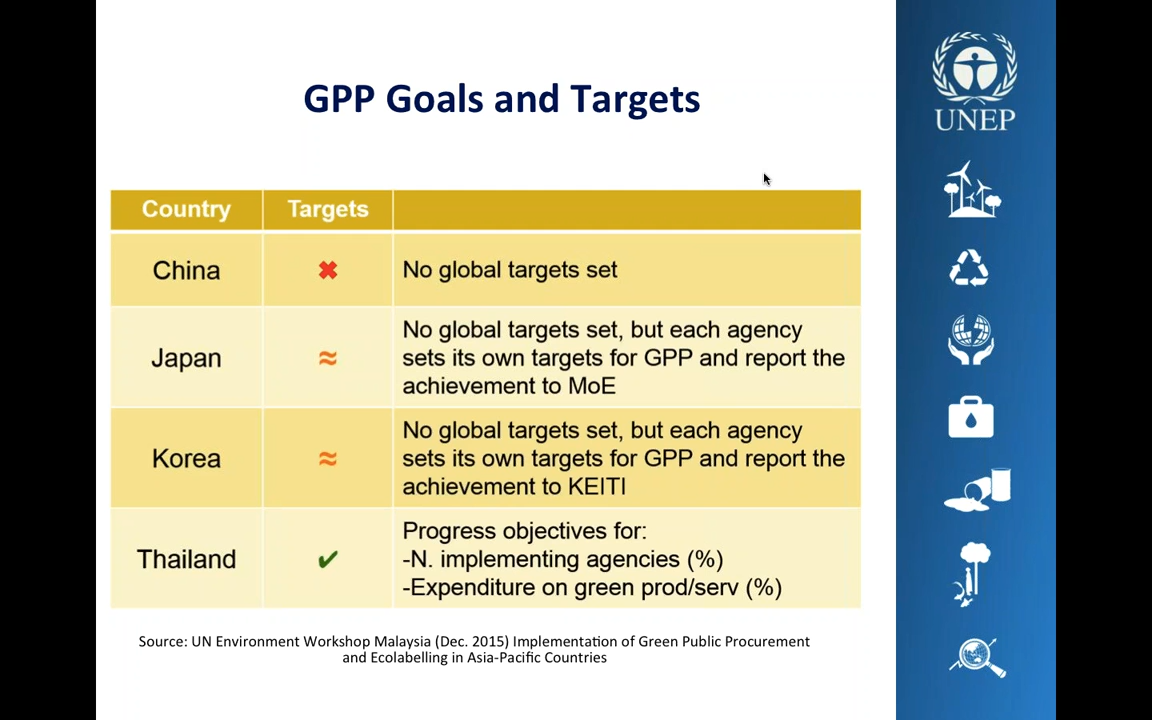 GPP Goals and Targets
UNEP
Country Targets
China ✖ No global targets set
Japan ≈ No global targets set, but each agency
sets its own targets for GPP and report the
achievement to MoE
Korea ≈ No global targets set, but each agency
sets its own targets for GPP and report the
achievement to KEITI
Thailand ✔ Progress objectives for:
-N. implementing agencies (%)
-Expenditure on green prod/serv (%)
Source: UN Environment Workshop Malaysia (Dec. 2015) Implementation of Green Public Procurement
and Ecolabelling in Asia-Pacific Countries